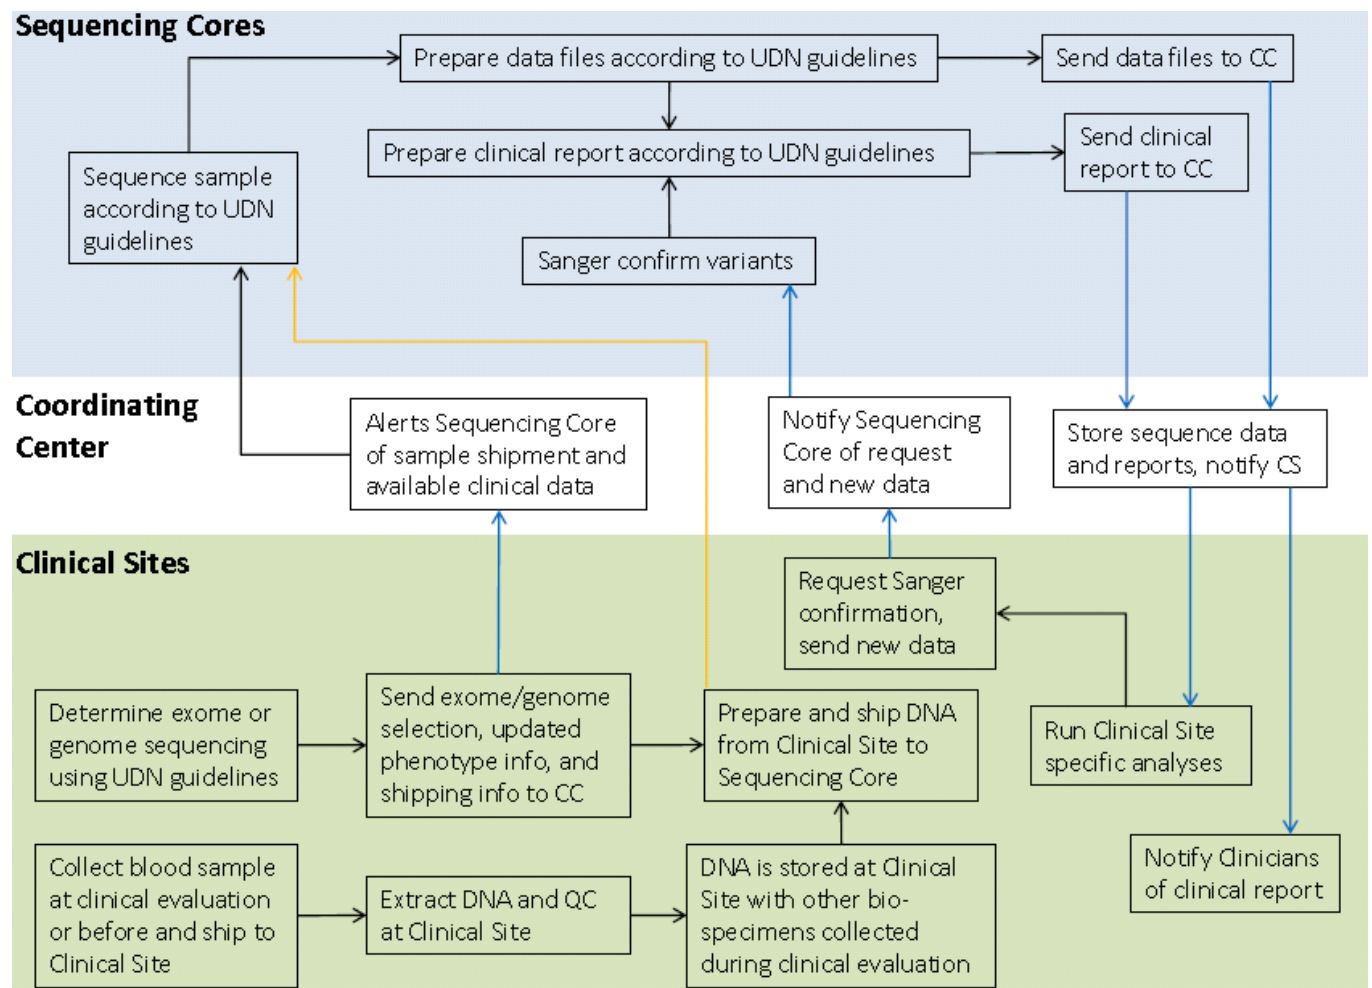 Sequencing Cores
Prepare data files according to UDN guidelines
Send data files to CC
Prepare clinical report according to UDN guidelines
Send clinical
report to CC
Sequence sample
according to UDN
guidelines
Sanger confirm variants
Coordinating
Center
Alerts Sequencing Core
of sample shipment and
available clinical data
Notify Sequencing
Core of request
and new data
Store sequence data
and reports, notify CS
Clinical Sites
Request Sanger
confirmation,
send new data
Determine exome or
genome sequencing
using UDN guidelines
Send exome/genome
selection, updated
phenotype info, and
shipping info to CC
Prepare and ship DNA
from Clinical Site to
Sequencing Core
Run Clinical Site
specific analyses
Collect blood sample
at clinical evaluation
or before and ship to
Clinical Site
Extract DNA and QC
at Clinical Site
DNA is stored at Clinical
Site with other bio-
specimens collected
during clinical evaluation
Notify Clinicians
of clinical report